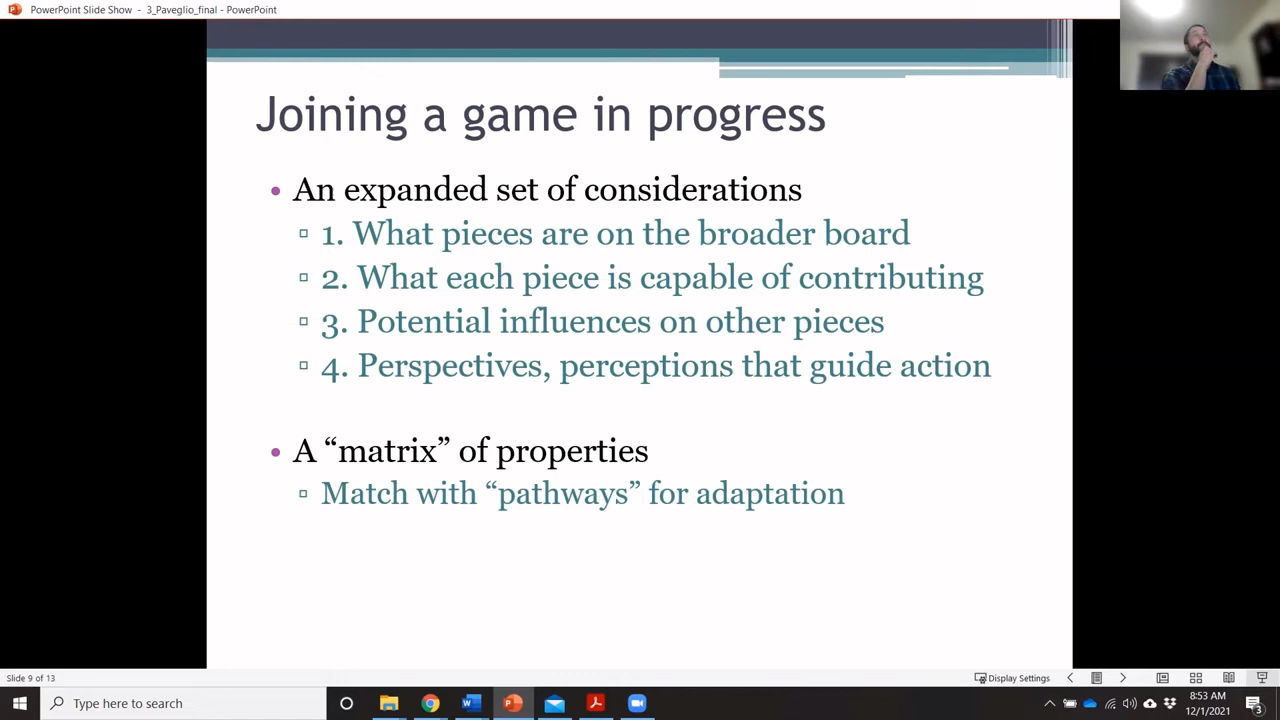 PowerPoint Slide Show - 3_Paveglio_final - PowerPoint
Joining a game in progress
• An expanded set of considerations
▫ 1. What pieces are on the broader board
▫ 2. What each piece is capable of contributing
▫ 3. Potential influences on other pieces
▫ 4. Perspectives, perceptions that guide action
• A “matrix” of properties
▫ Match with “pathways” for adaptation
Slide 9 of 13
Display Settings
Type here to search
8:53 AM
12/1/2021
3